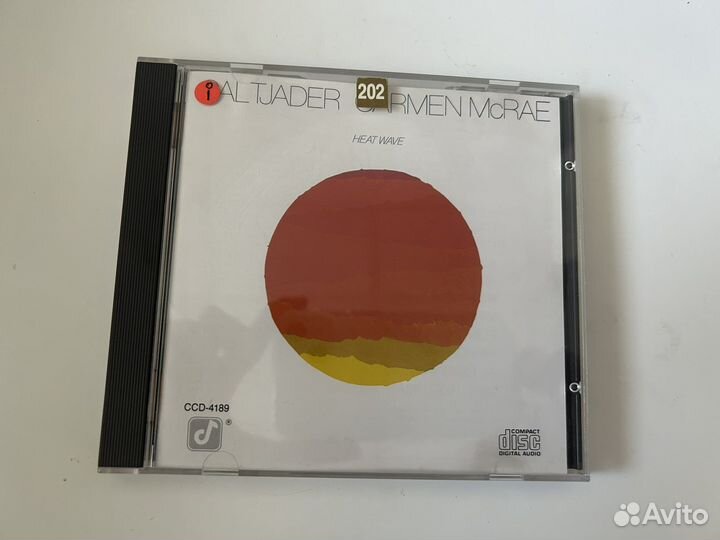 AL TJADER 202 ARMEN McRAE
HEAT WAVE
CCD-4189
®
COMPACT
disc
DIGITAL AUDIO
Avito